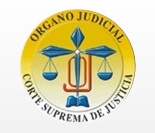 ORGANO JUDICIAL
CORTE SUPREMA DE JUSTICIA